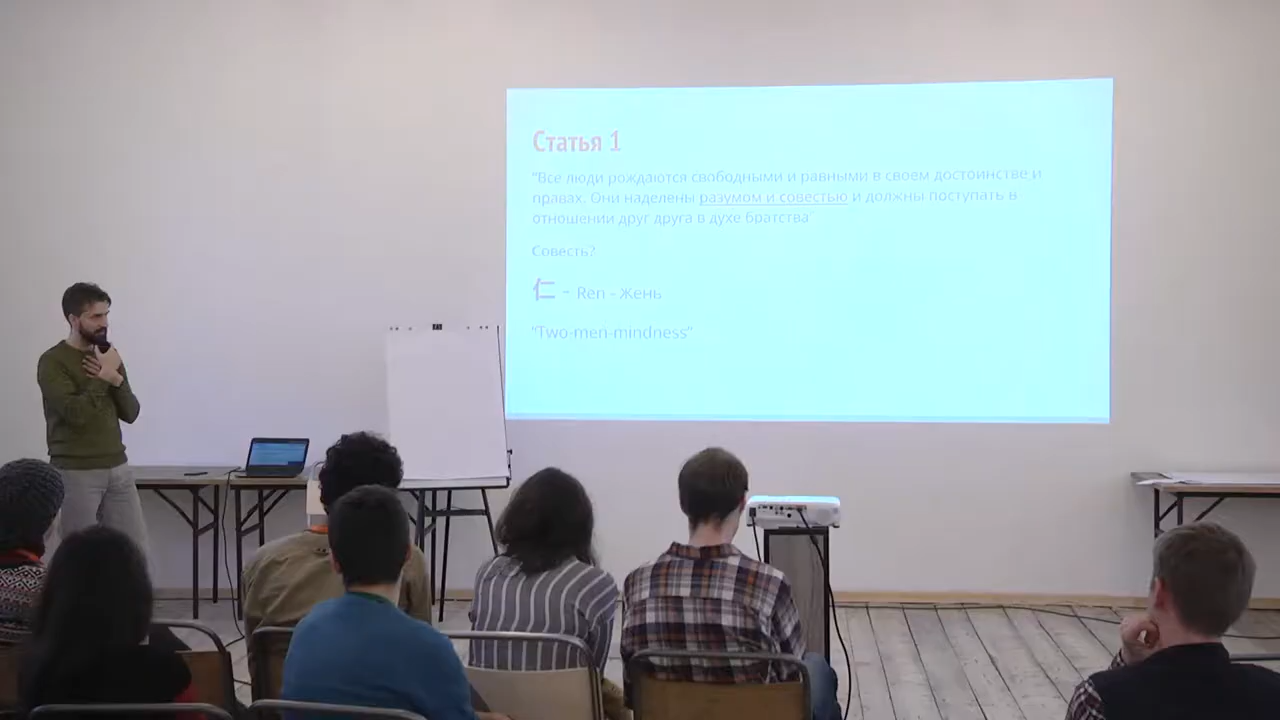 Статья 1
"Все люди рождаются свободными и равными в своем достоинстве и
правах. Они наделены разумом и совестью и должны поступать в
отношении друг друга в духе братства"
Совесть?
仁 - Ren - Жень
"Two-men-mindness"